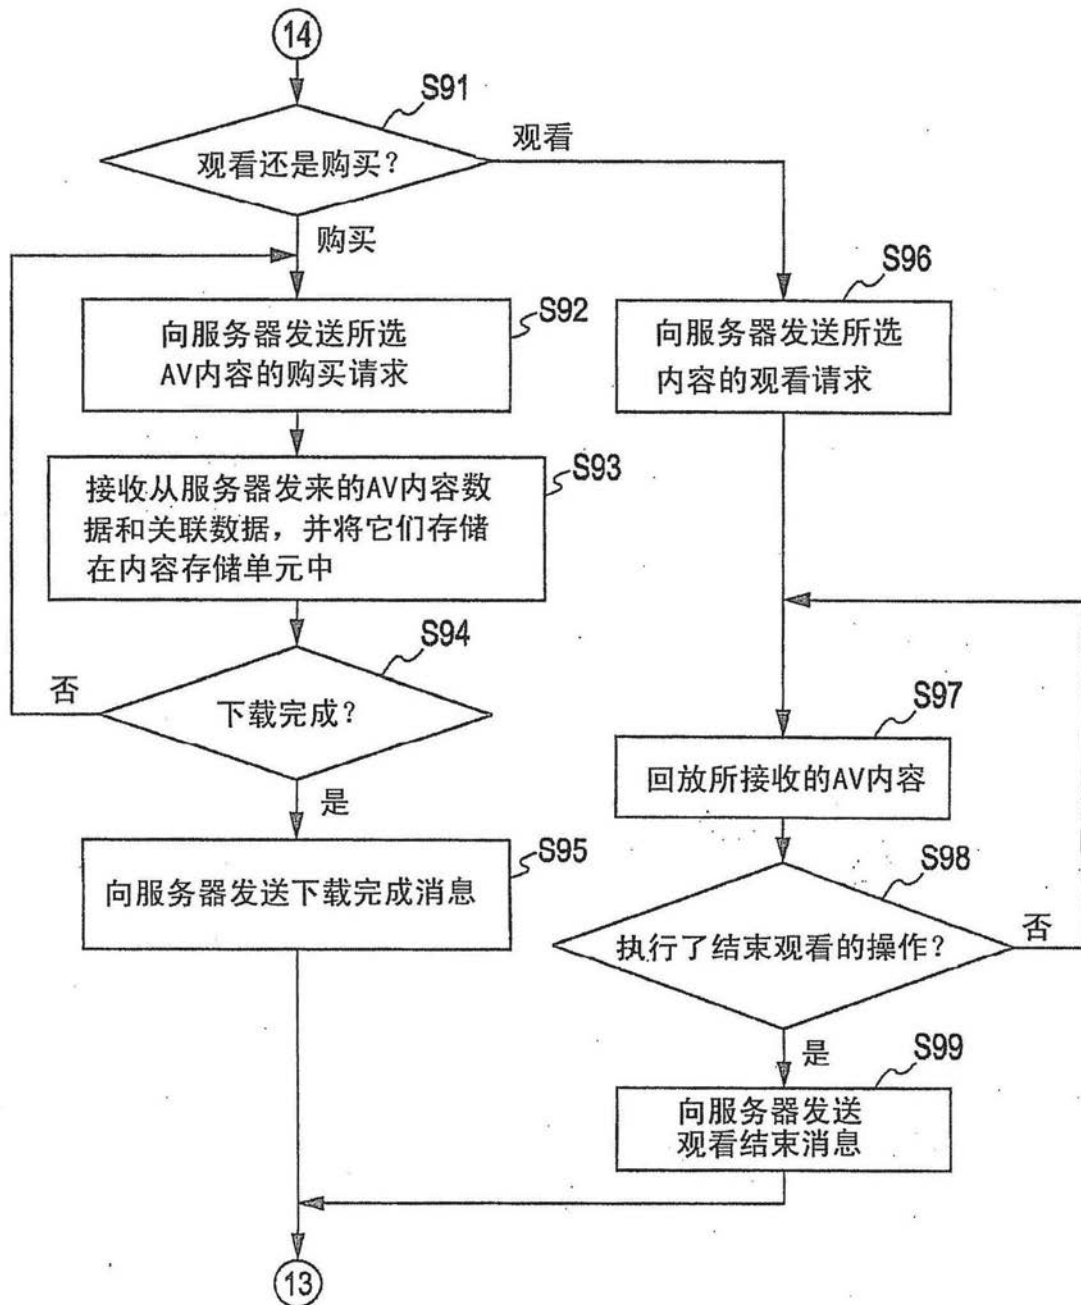 14
S91
观看还是购买?
观看
购买
S92
向服务器发送所选
AV内容的购买请求
S93
接收从服务器发来的AV内容数
据和关联数据，并将它们存储
在内容存储单元中
S94
否
下载完成?
是
S95
向服务器发送下载完成消息
S96
向服务器发送所选
内容的观看请求
S97
回放所接收的AV内容
S98
执行了结束观看的操作?
否
是
S99
向服务器发送
观看结束消息
13